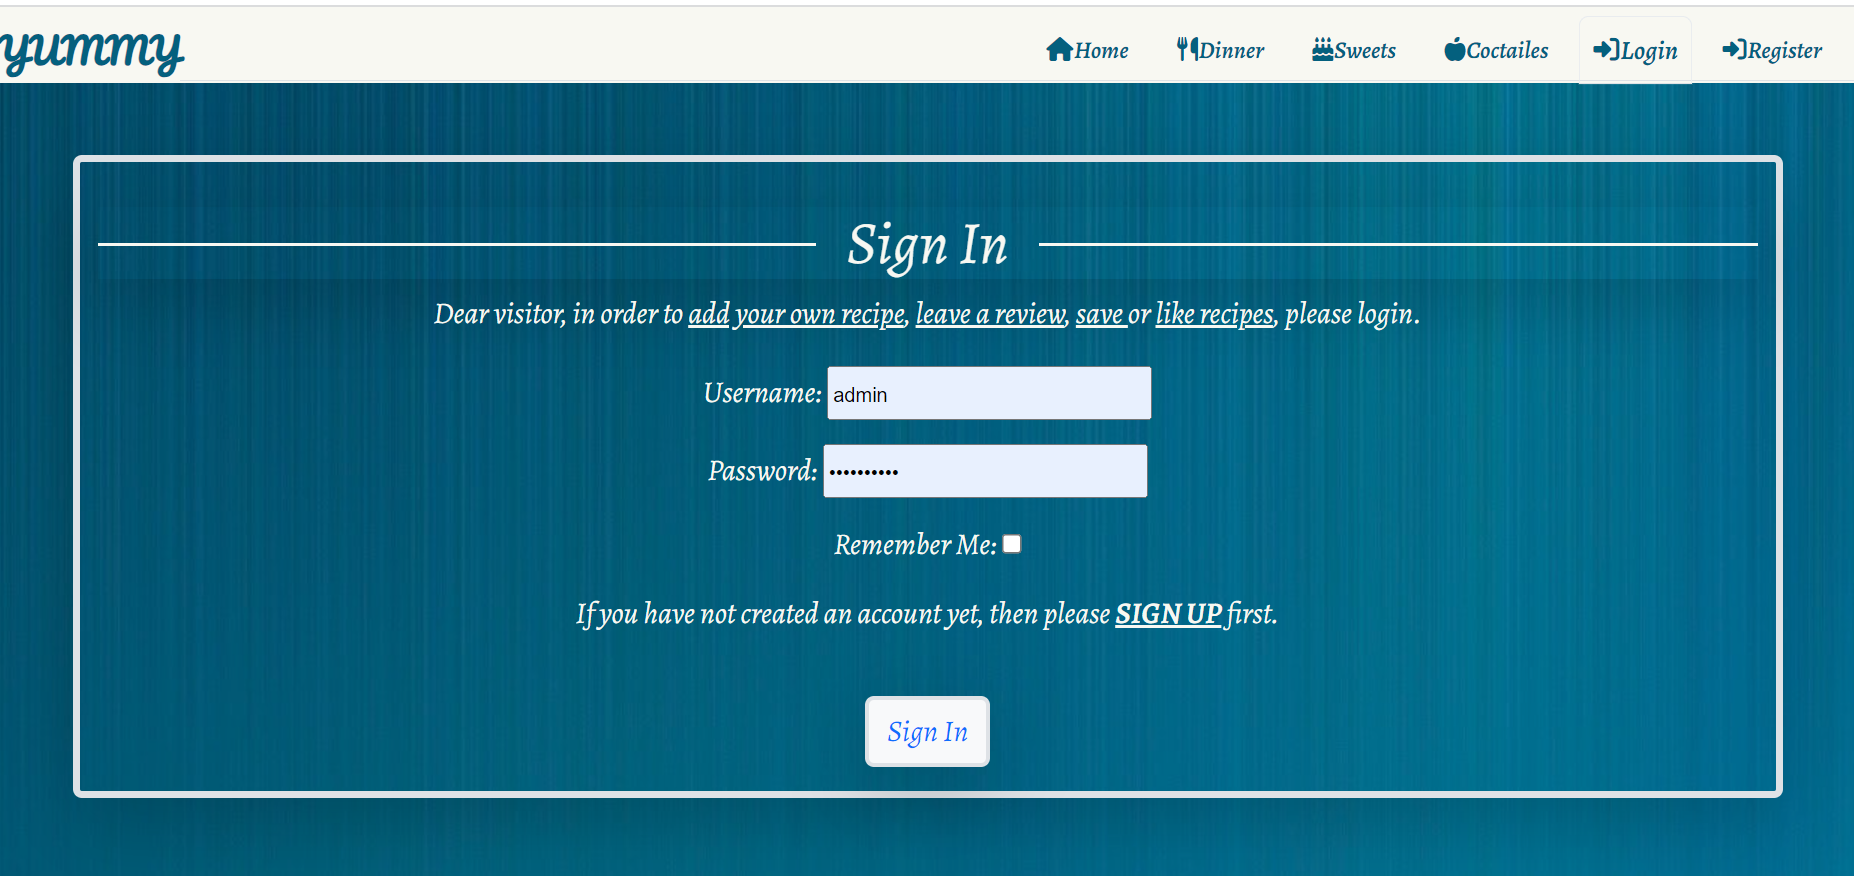 yummy
Home Dinner Sweets Coctailes Login Register
Sign In
Dear visitor, in order to add your own recipe, leave a review, save or like recipes, please login.
Username: admin
Password: ••••••••••
Remember Me:
If you have not created an account yet, then please SIGN UP first.
Sign In